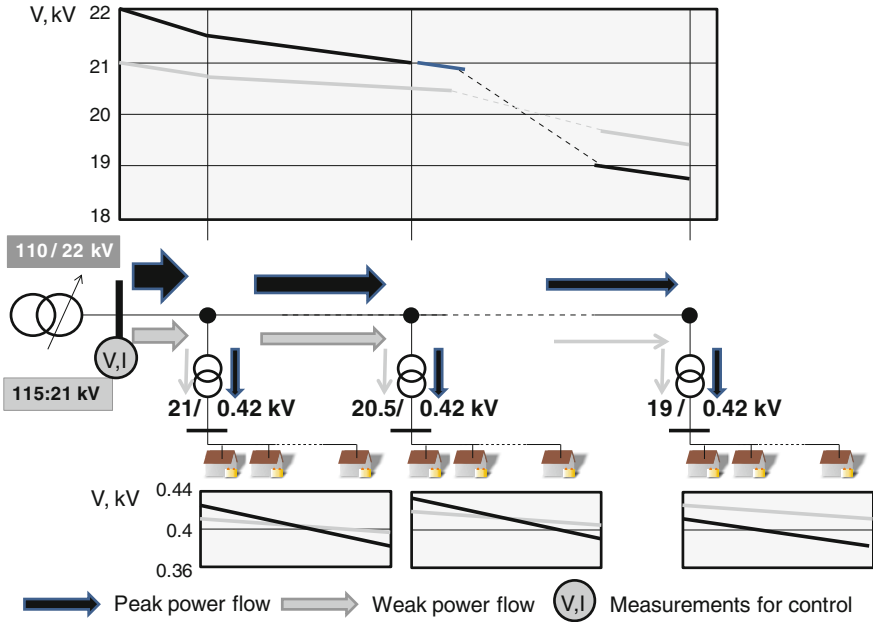 V, kV
22
21
20
19
18
110 / 22 kV
V,I
115:21 kV
21/ 0.42 kV
20.5/ 0.42 kV
19 / 0.42 kV
V, kV
0.44
0.4
0.36
Peak power flow
Weak power flow
V,I
Measurements for control